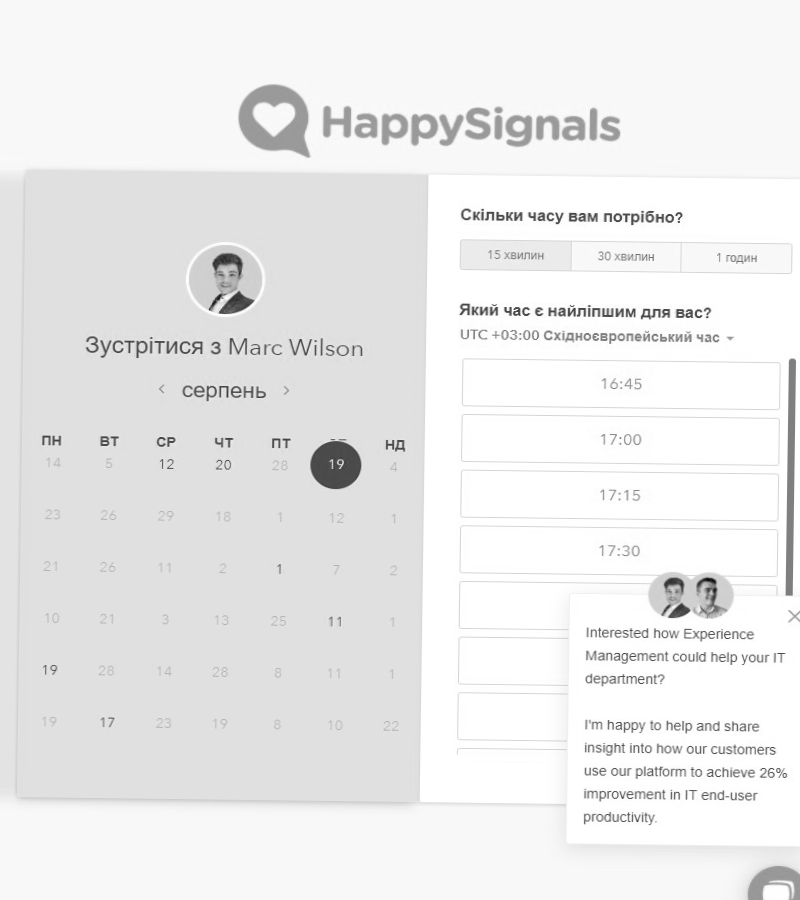 HappySignals
Зустрітися з Marc Wilson
серпень
ПН ВТ СР ЧТ ПТ НД
14 5 12 20 28 19 4
23 26 29 18 1 12 1
21 26 11 2 1 7 2
10 21 3 13 25 11 1
19 28 14 28 8 11 1
19 17 23 19 8 10 22
Скільки часу вам потрібно?
15 хвилин 30 хвилин 1 годин
Який час є найліпшим для вас?
UTC +03:00 Східноєвропейський час
16:45
17:00
17:15
17:30
Interested how Experience
Management could help your IT
department?
I'm happy to help and share
insight into how our customers
use our platform to achieve 26%
improvement in IT end-user
productivity.